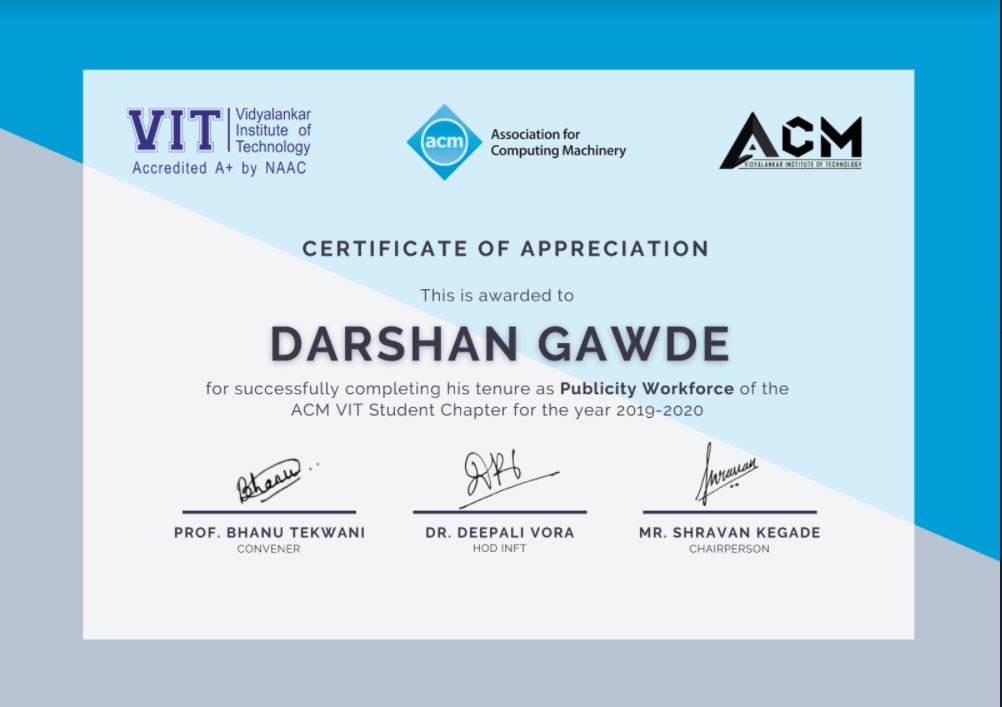 VIT
Vidyalankar
Institute of
Technology
Accredited A+ by NAAC
acm
Association for
Computing Machinery
ACM
VIDYALANKAR INSTITUTE OF TECHNOLOGY
CERTIFICATE OF APPRECIATION
This is awarded to
DARSHAN GAWDE
for successfully completing his tenure as Publicity Workforce of the
ACM VIT Student Chapter for the year 2019-2020
Bhanu
Shravan
PROF. BHANU TEKWANI
CONVENER
DR. DEEPALI VORA
HOD INFT
MR. SHRAVAN KEGADE
CHAIRPERSON